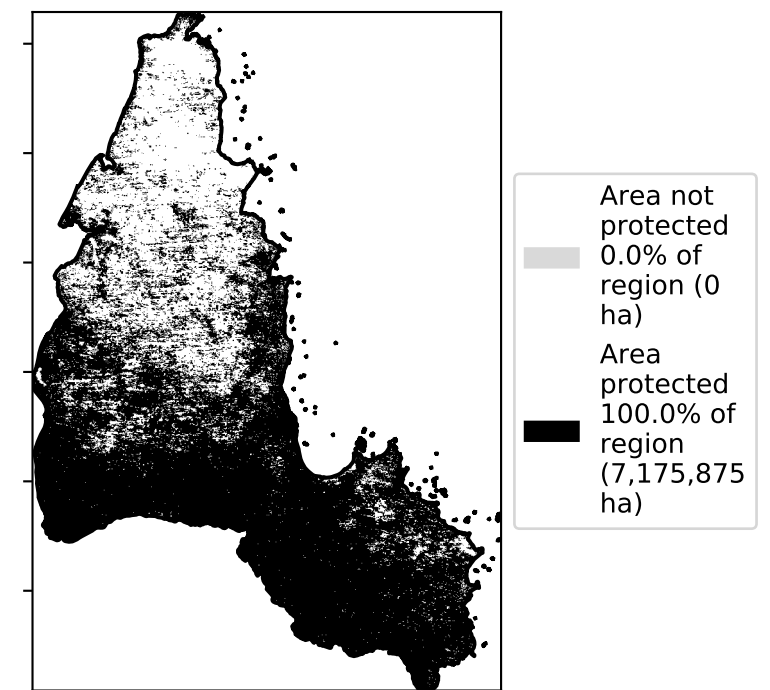 Area not
protected
0.0% of
region (0
ha)
Area
protected
100.0% of
region
(7,175,875
ha)